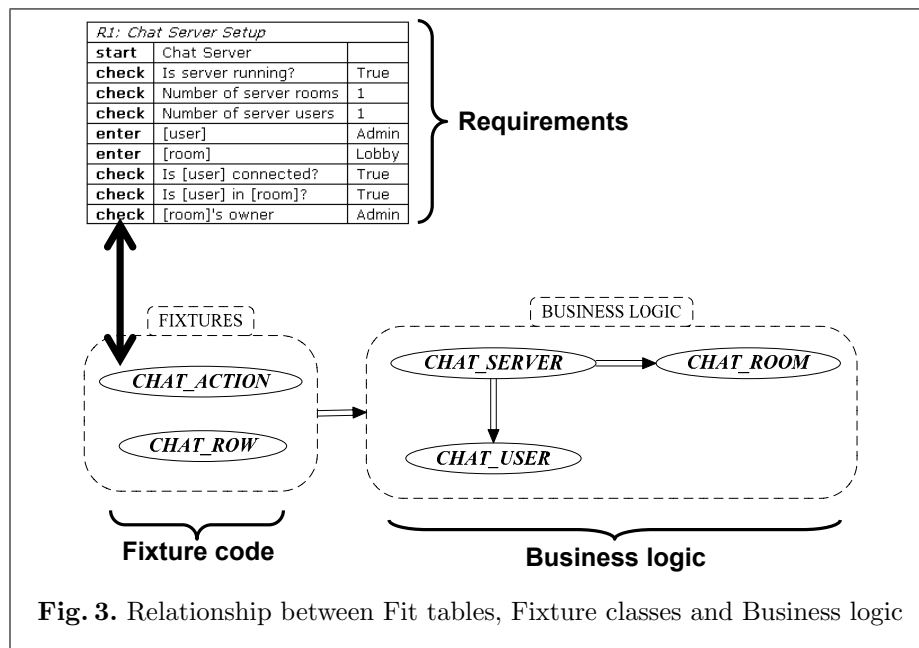 R1: Chat Server Setup
start Chat Server
check Is server running? True
check Number of server rooms 1
check Number of server users 1
enter [user] Admin
enter [room] Lobby
check Is [user] connected? True
check Is [user] in [room]? True
check [room]'s owner Admin
Requirements
FIXTURES
BUSINESS LOGIC
CHAT_ACTION
CHAT_SERVER
CHAT_ROOM
CHAT_ROW
CHAT_USER
Fixture code
Business logic
Fig. 3. Relationship between Fit tables, Fixture classes and Business logic